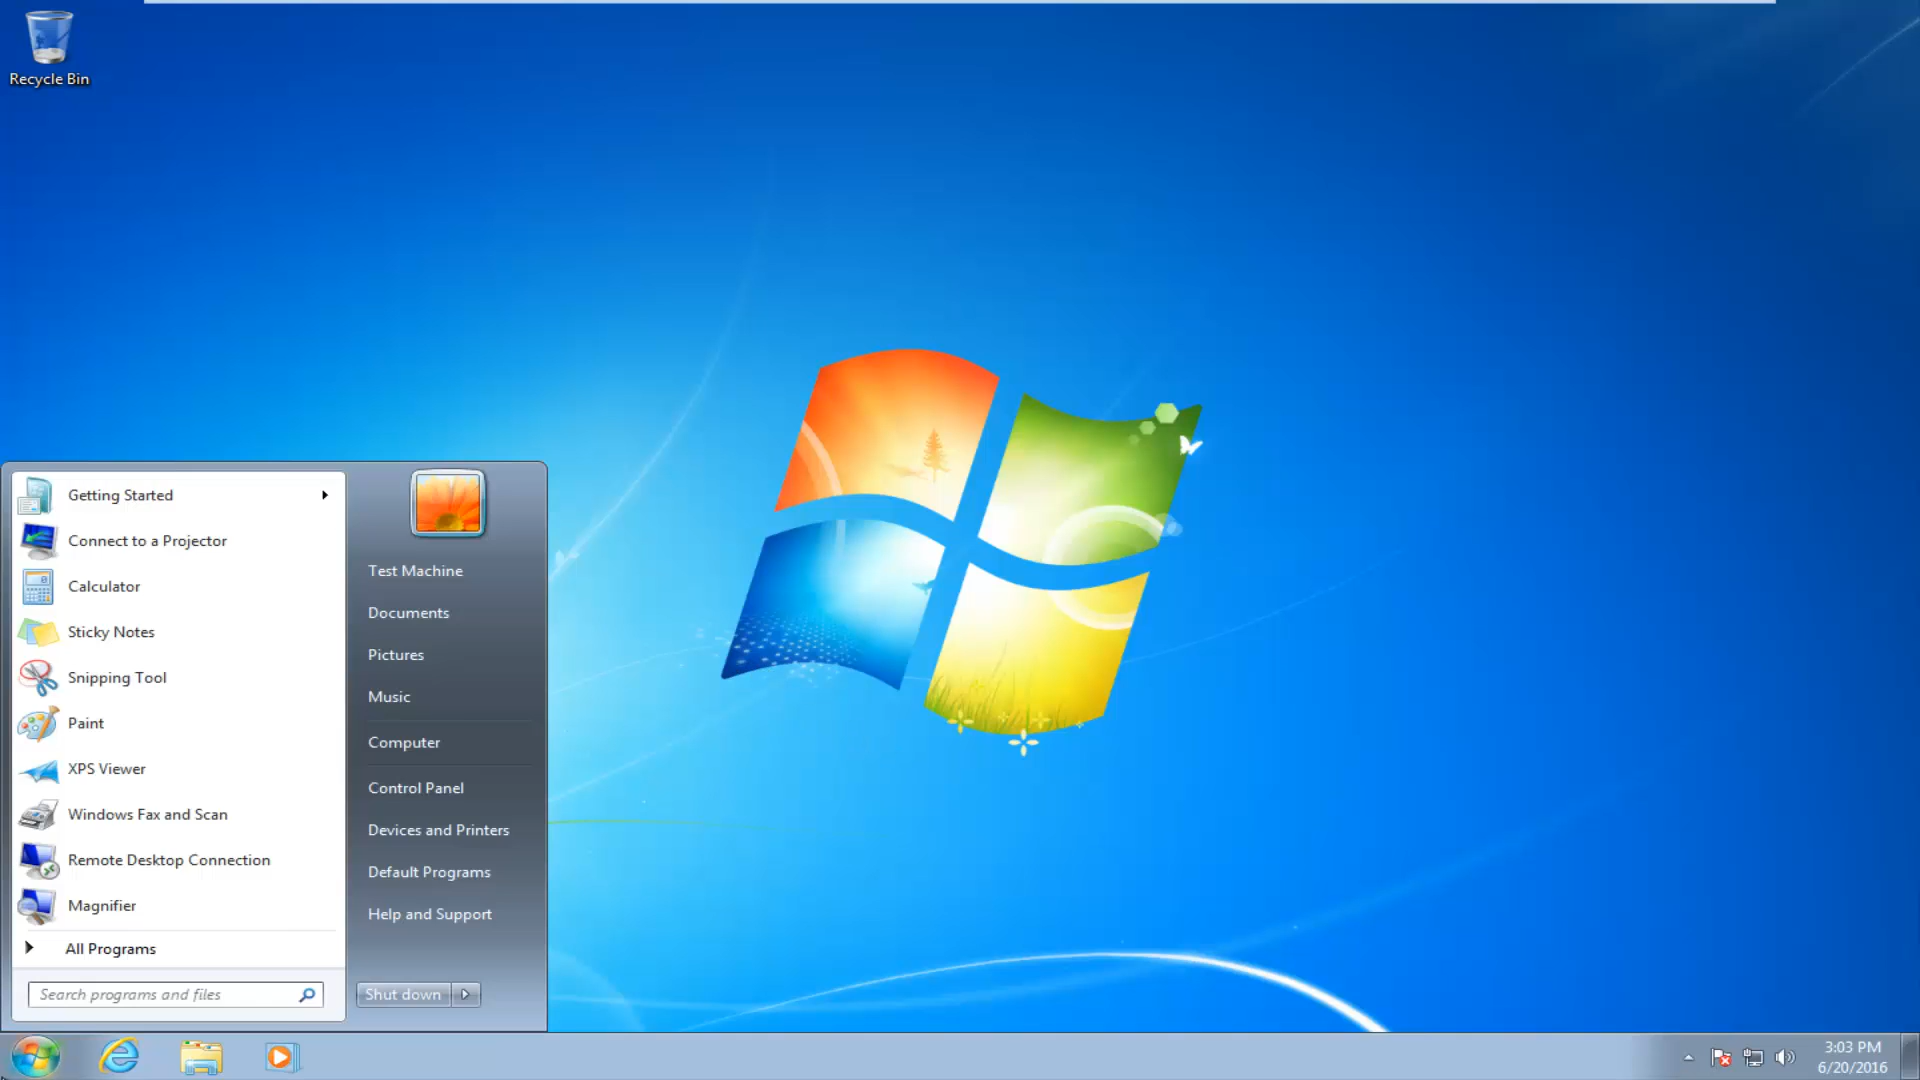 Recycle Bin
Getting Started
Connect to a Projector
Calculator
Sticky Notes
Snipping Tool
Paint
XPS Viewer
Windows Fax and Scan
Remote Desktop Connection
Magnifier
All Programs
Search programs and files
Test Machine
Documents
Pictures
Music
Computer
Control Panel
Devices and Printers
Default Programs
Help and Support
Shut down
3:03 PM
6/20/2016